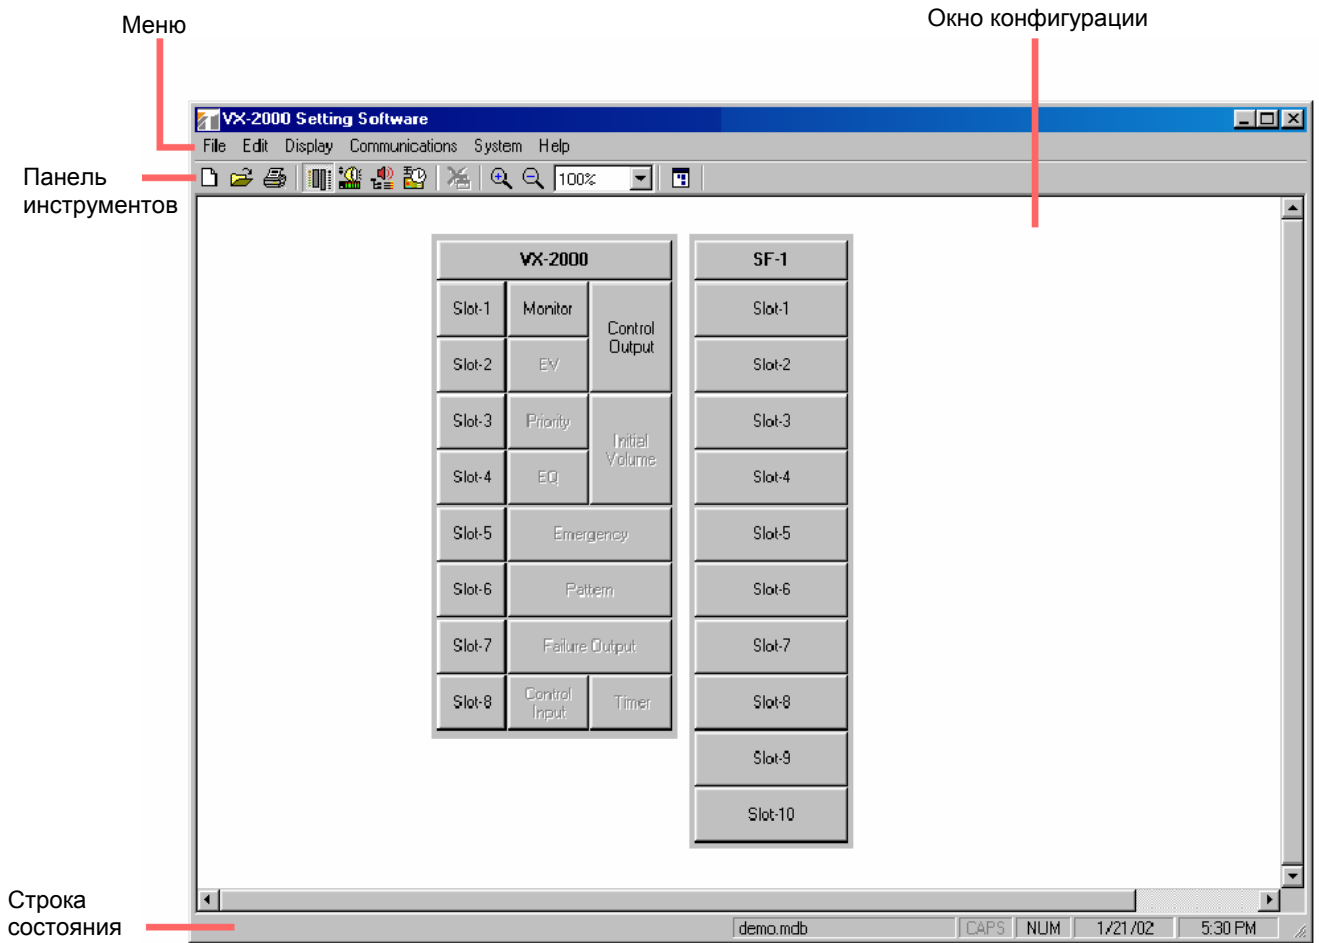 Меню
Окно конфигурации
VX-2000 Setting Software
File Edit Display Communications System Help
Панель
инструментов
100%
VX-2000
SF-1
Slot-1
Monitor
Control
Output
Slot-1
Slot-2
EV
Slot-2
Slot-3
Priority
Initial
Volume
Slot-3
Slot-4
EQ
Slot-4
Slot-5
Emergency
Slot-5
Slot-6
Pattern
Slot-6
Slot-7
Failure Output
Slot-7
Slot-8
Control
Input
Timer
Slot-8
Slot-9
Slot-10
Строка
состояния
demo.mdb
CAPS
NUM
1/21/02
5:30 PM